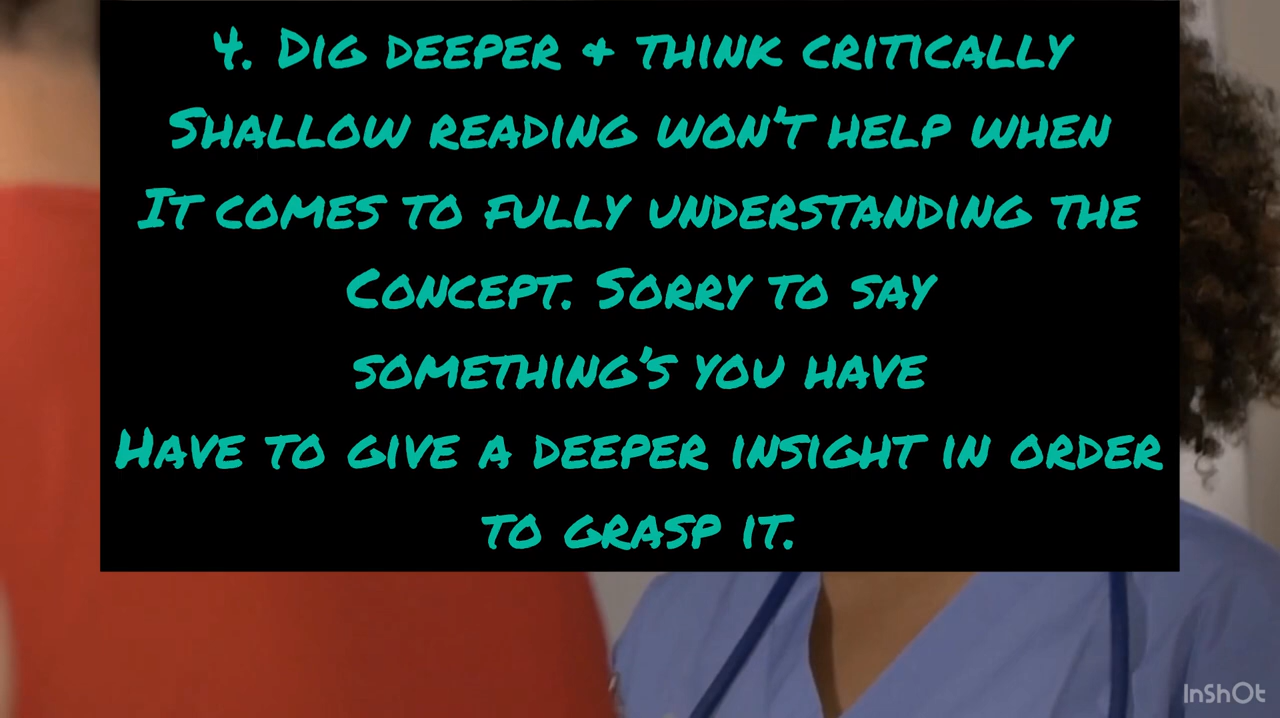 4. Dig deeper & think critically
Shallow reading won't help when
It comes to fully understanding the
Concept. Sorry to say
something's you have
Have to give a deeper insight in order
to grasp it.
InShOt